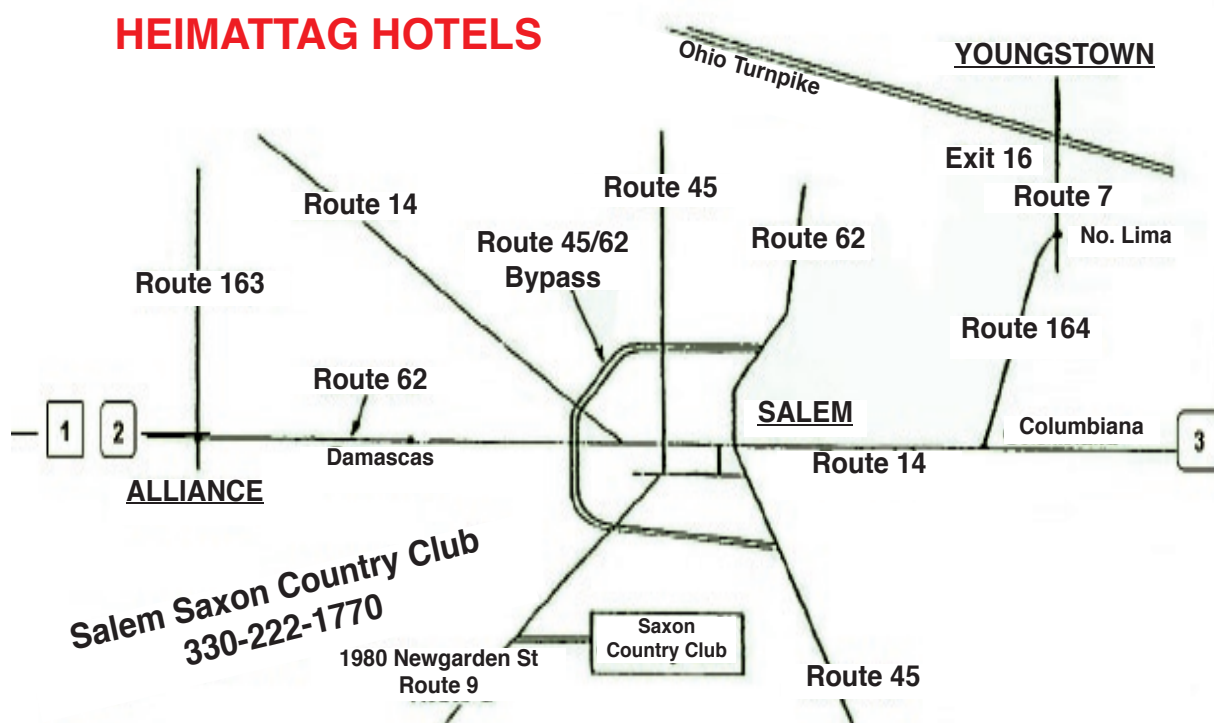 HEIMATTAG HOTELS
Ohio Turnpike
YOUNGSTOWN
Exit 16
Route 7
No. Lima
Route 14
Route 45
Route 62
Route 45/62
Bypass
Route 163
Route 164
Route 62
1
2
SALEM
Columbiana
3
Damascas
Route 14
ALLIANCE
Salem Saxon Country Club
330-222-1770
Saxon
Country Club
1980 Newgarden St
Route 9
Route 45